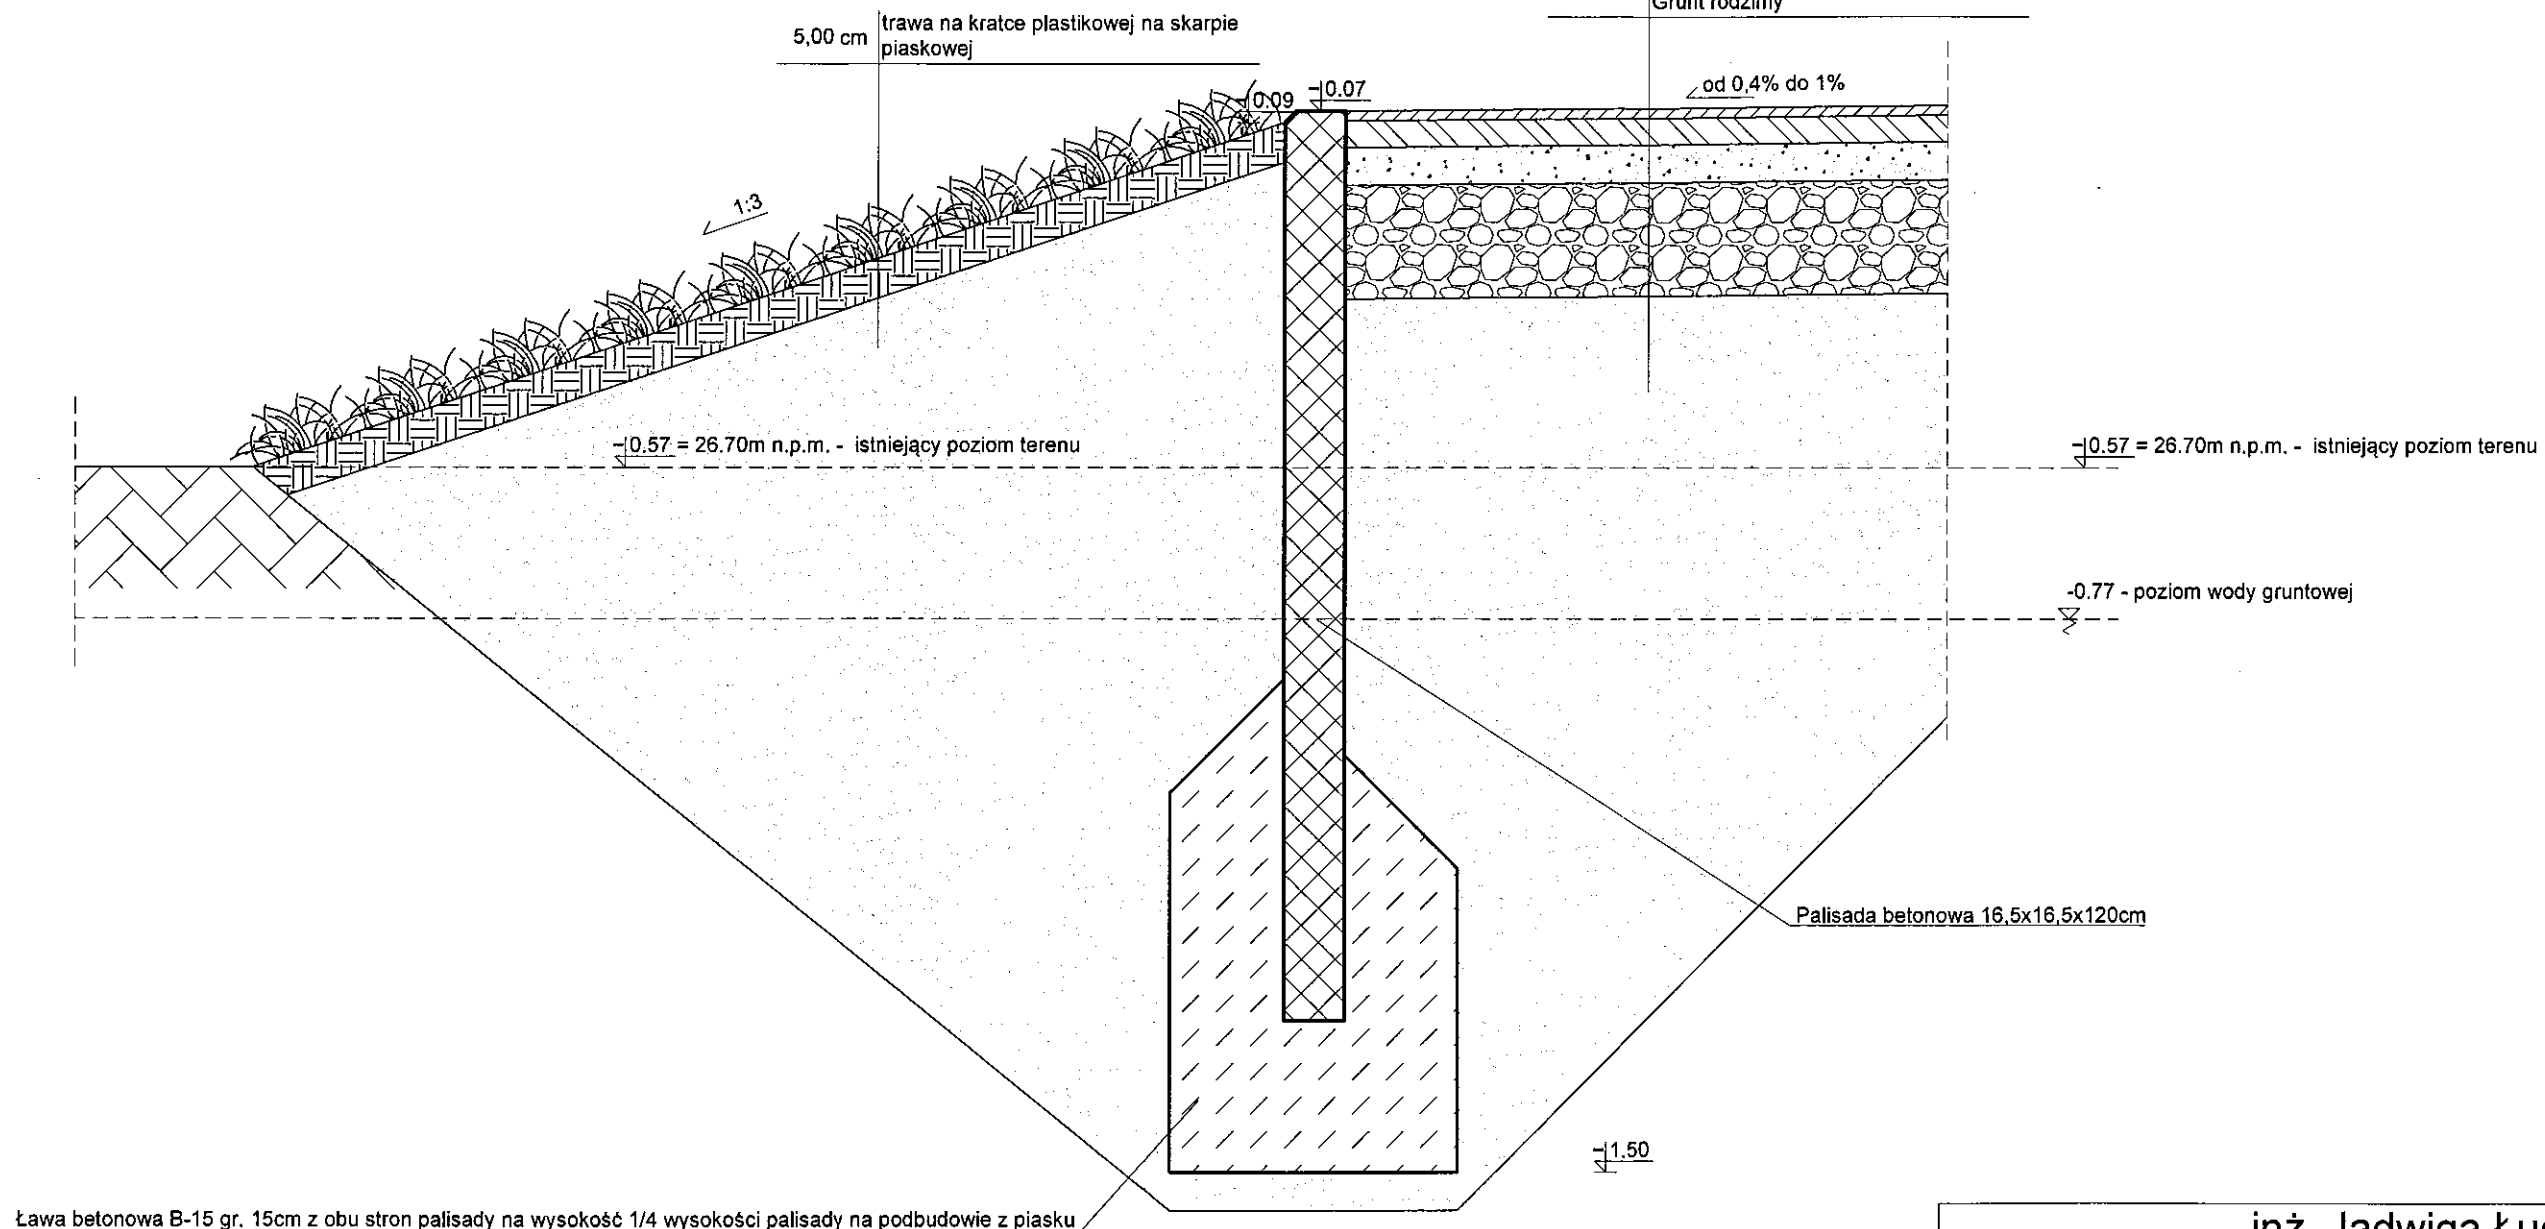 Grunt rodzimy
trawa na kratce plastikowej na skarpie
5,00 cm
piaskowej
od 0,4% do 1%
-0.09
-0.07
1:3
-0.57 = 26.70m n.p.m. - istniejący poziom terenu
-0.57 = 26.70m n.p.m. - istniejący poziom terenu
-0.77 - poziom wody gruntowej
Palisada betonowa 16,5x16,5x120cm
-1.50
Ława betonowa B-15 gr. 15cm z obu stron palisady na wysokość 1/4 wysokości palisady na podbudowie z piasku
inż. Jadwiga